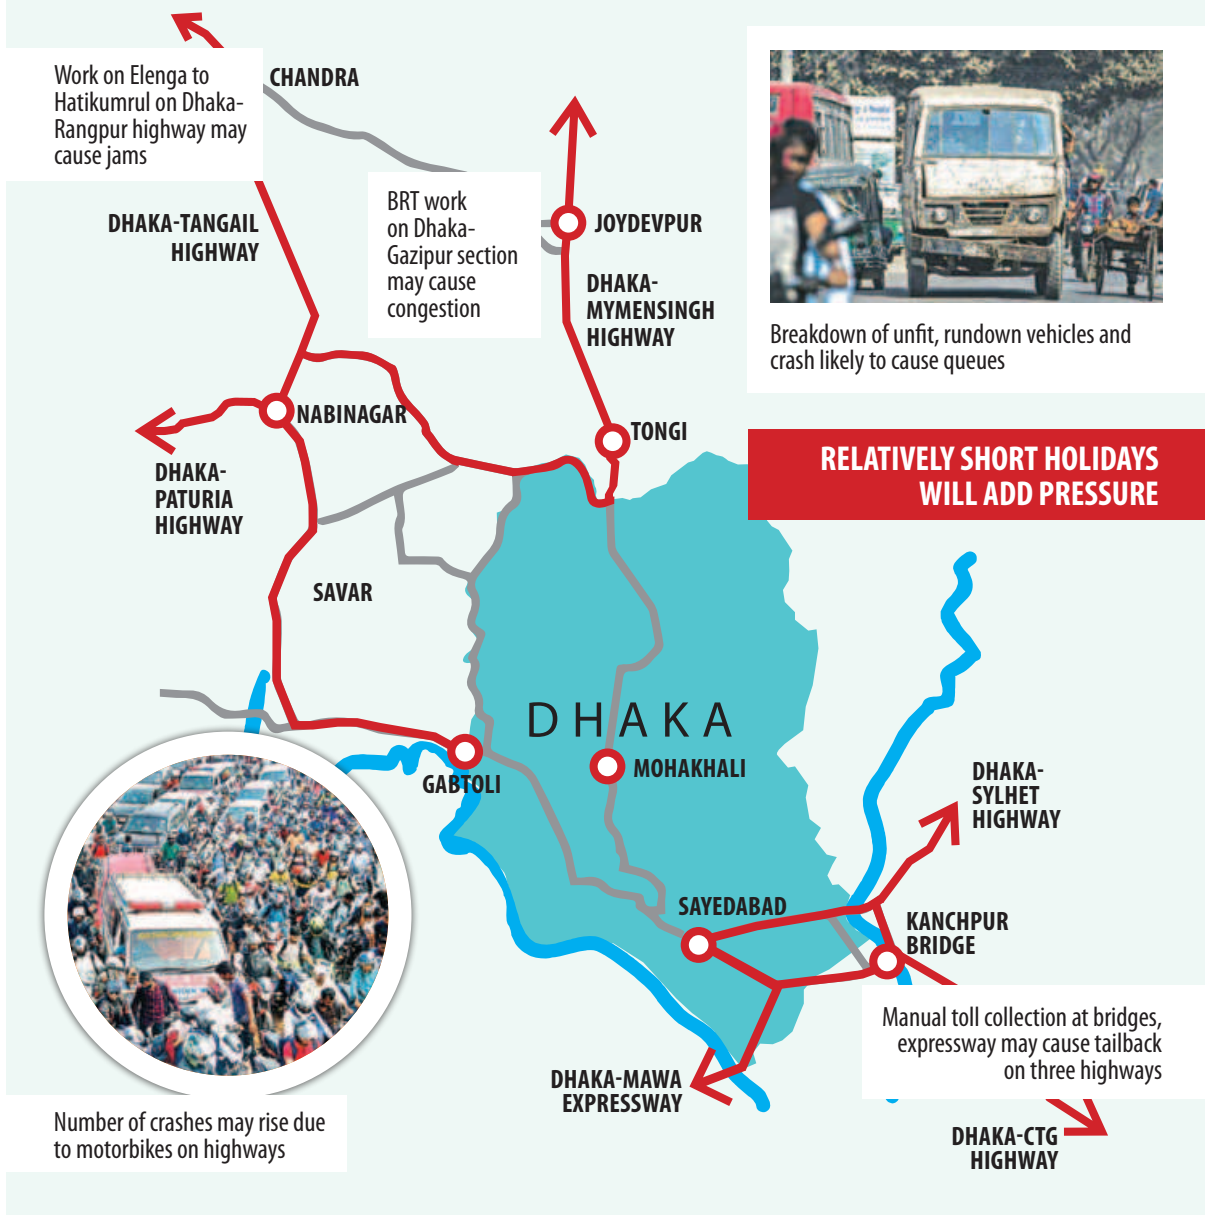 Work on Elenga to
Hatikumrul on Dhaka-
Rangpur highway may
cause jams
CHANDRA
DHAKA-TANGAIL
HIGHWAY
BRT work
on Dhaka-
Gazipur section
may cause
congestion
JOYDEVPUR
DHAKA-
MYMENSINGH
HIGHWAY
Breakdown of unfit, rundown vehicles and
crash likely to cause queues
NABINAGAR
TONGI
RELATIVELY SHORT HOLIDAYS
WILL ADD PRESSURE
DHAKA-
PATURIA
HIGHWAY
SAVAR
DHAKA
MOHAKHALI
GABTOLI
DHAKA-
SYLHET
HIGHWAY
SAYEDABAD
KANCHPUR
BRIDGE
Manual toll collection at bridges,
expressway may cause tailback
on three highways
DHAKA-MAWA
EXPRESSWAY
Number of crashes may rise due
to motorbikes on highways
DHAKA-CTG
HIGHWAY